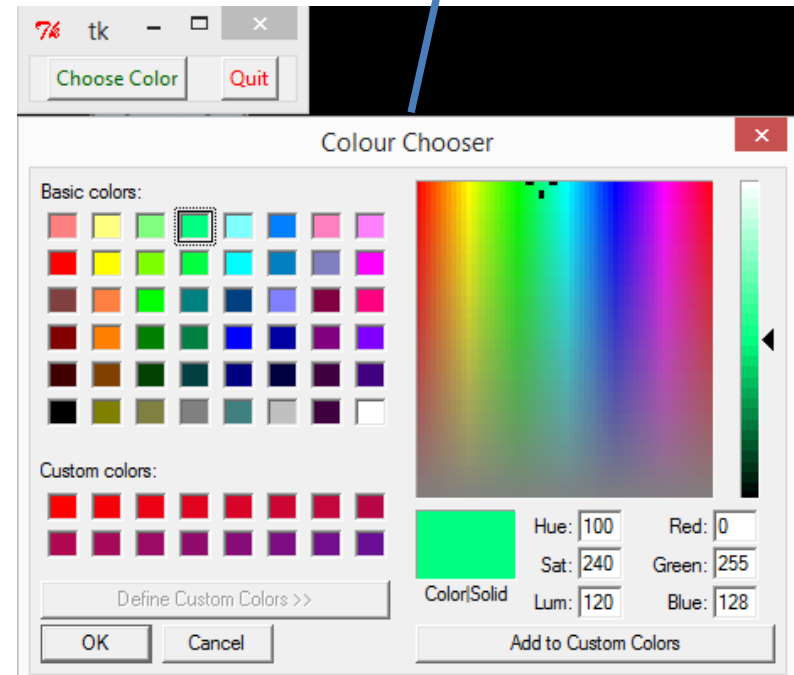 tk
Choose Color Quit
Colour Chooser
Basic colors:
Custom colors:
Hue: 100 Red: 0
Sat: 240 Green: 255
Color|Solid Lum: 120 Blue: 128
Define Custom Colors >>
OK Cancel Add to Custom Colors